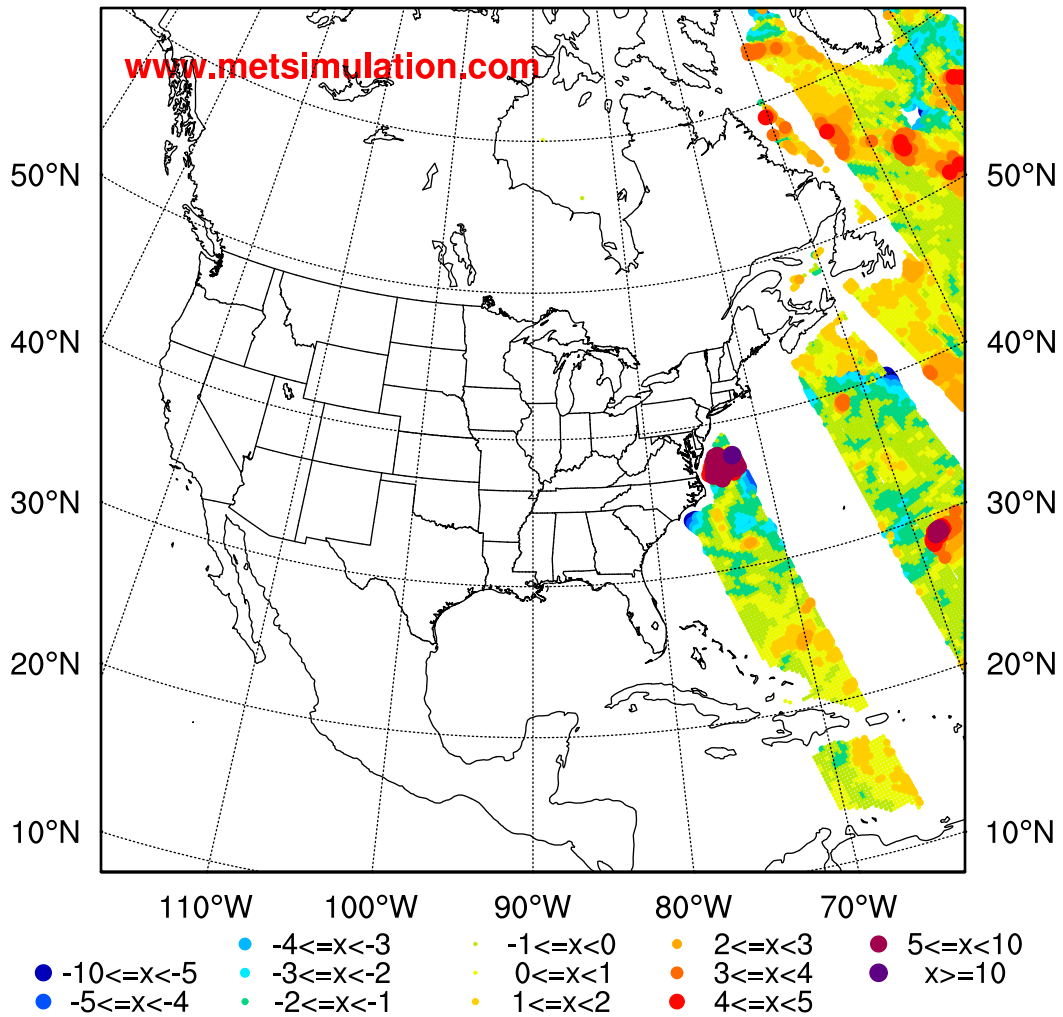 www.metsimulation.com
50°N 50°N
40°N 40°N
30°N 30°N
20°N 20°N
10°N 10°N
110°W 100°W 90°W 80°W 70°W
-4<=x<-3 -1<=x<0 2<=x<3 5<=x<10
-10<=x<-5 -3<=x<-2 0<=x<1 3<=x<4 x>=10
-5<=x<-4 -2<=x<-1 1<=x<2 4<=x<5